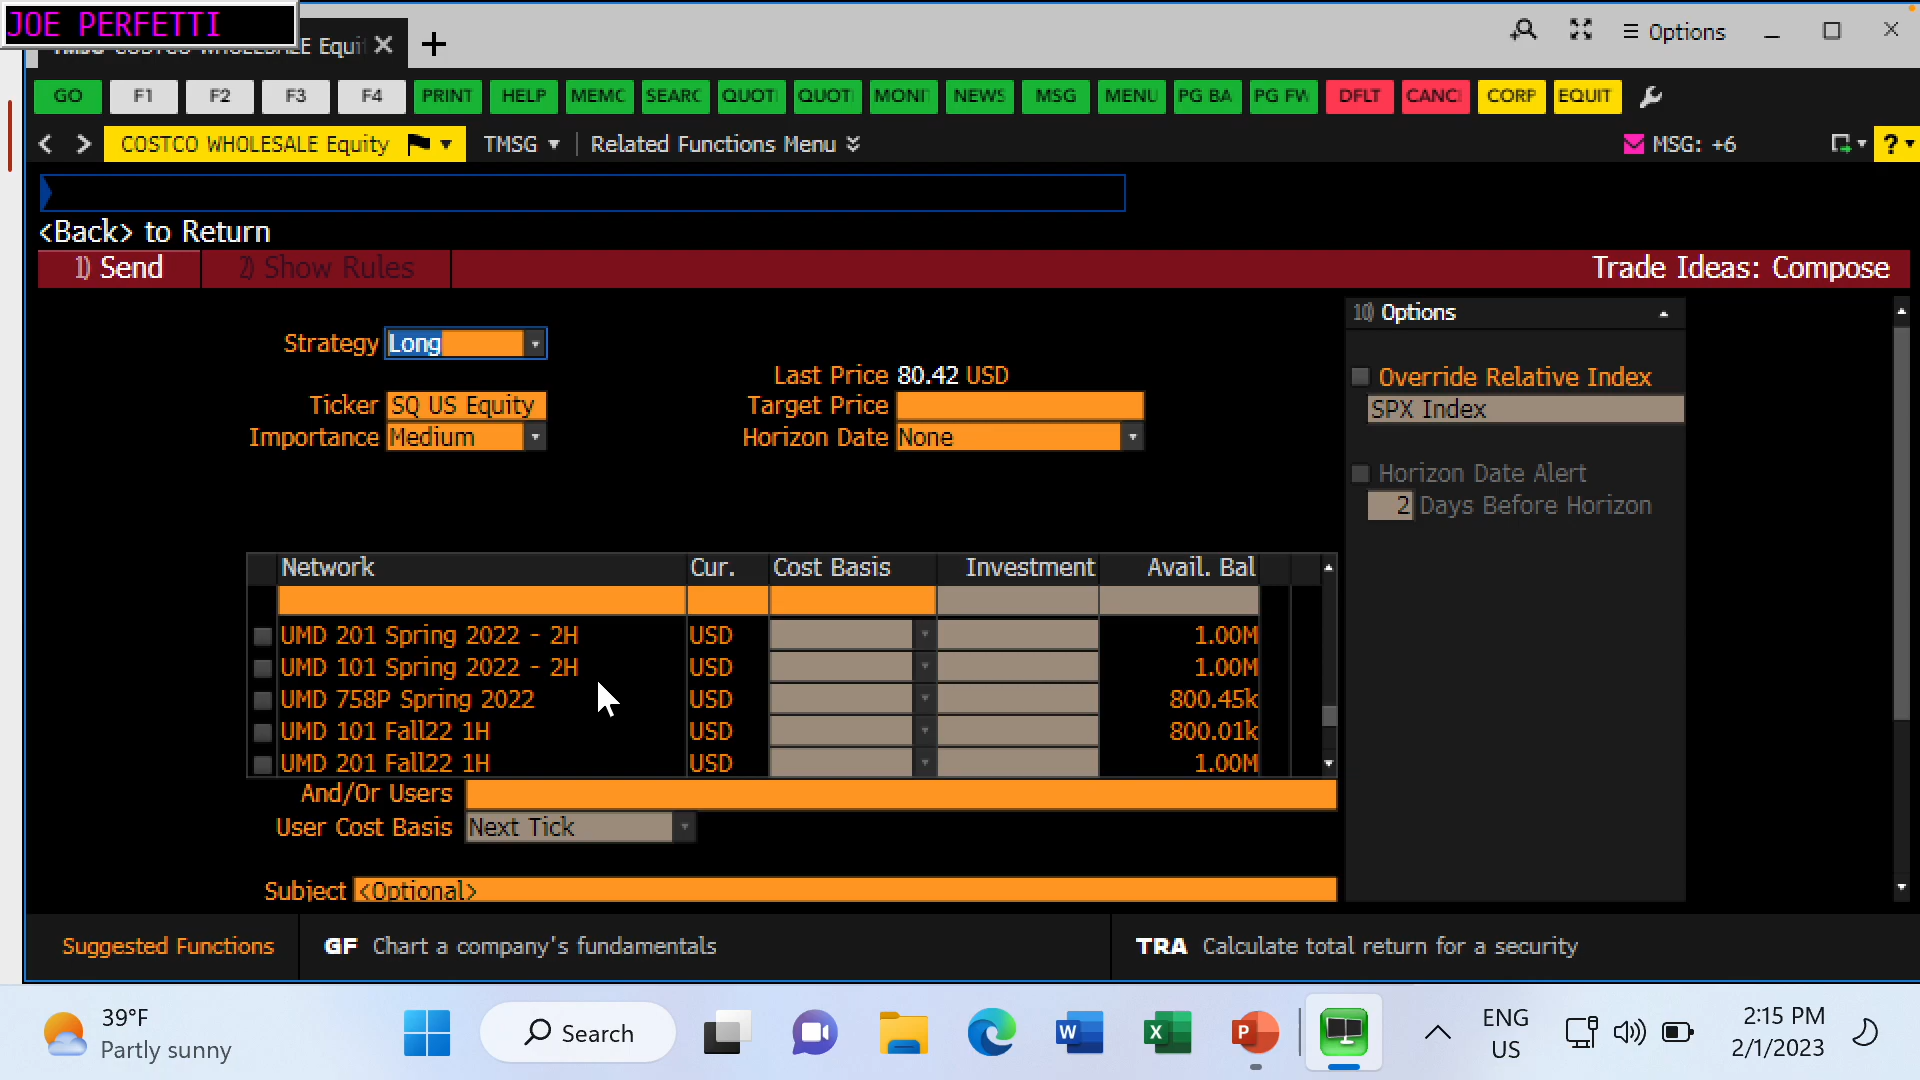 JOE PERFETTI
Equi
Options
GO F1 F2 F3 F4 PRINT HELP MEMC SEARC QUOT QUOT MONI NEWS MSG MENU PG BA PG FW DFLT CANC CORP EQUIT
COSTCO WHOLESALE Equity TMSG Related Functions Menu MSG: +6 ?
<Back> to Return
1) Send 2) Show Rules Trade Ideas: Compose
Strategy Long
Last Price 80.42 USD
Ticker SQ US Equity Target Price
Importance Medium Horizon Date None
10) Options
Override Relative Index
SPX Index
Horizon Date Alert
2 Days Before Horizon
Network Cur. Cost Basis Investment Avail. Bal
UMD 201 Spring 2022 - 2H USD 1.00M
UMD 101 Spring 2022 - 2H USD 1.00M
UMD 758P Spring 2022 USD 800.45k
UMD 101 Fall22 1H USD 800.01k
UMD 201 Fall22 1H USD 1.00M
And/Or Users
User Cost Basis Next Tick
Subject <Optional>
Suggested Functions GF Chart a company's fundamentals TRA Calculate total return for a security
39°F
Partly sunny
Search
W
X
P
ENG
US
2:15 PM
2/1/2023